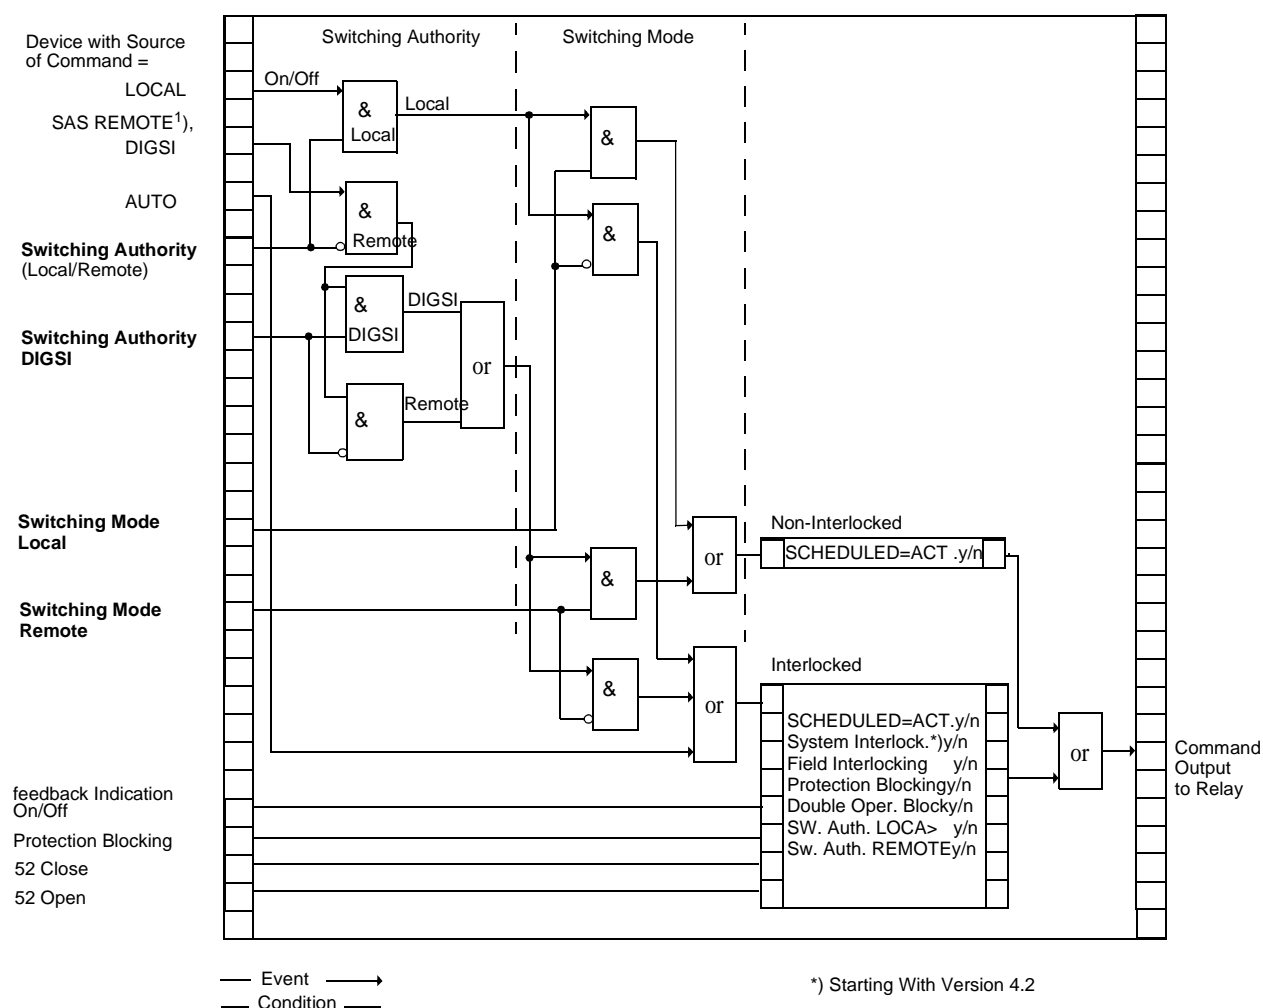 Device with Source
of Command =
Switching Authority
Switching Mode
On/Off
LOCAL
&
Local
Local
&
SAS REMOTE1),
DIGSI
AUTO
&
Remote
&
Switching Authority
(Local/Remote)
&
DIGSI
DIGSI
Switching Authority
DIGSI
or
&
Remote
Switching Mode
Local
Non-Interlocked
SCHEDULED=ACT .y/n
or
&
Switching Mode
Remote
Interlocked
&
or
SCHEDULED=ACT.y/n
System Interlock.*)y/n
Field Interlocking y/n
Protection Blockingy/n
Double Oper. Blocky/n
SW. Auth. LOCA> y/n
Sw. Auth. REMOTEy/n
or
Command
Output
to Relay
feedback Indication
On/Off
Protection Blocking
52 Close
52 Open
Event
Condition
*) Starting With Version 4.2